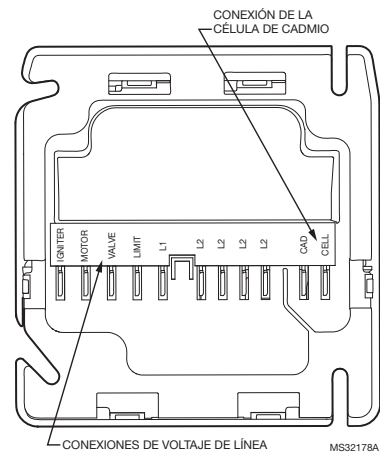 CONEXIÓN DE LA
CÉLULA DE CADMIO
IGNITER
MOTOR
VALVE
LIMIT
L1
L2
L2
L2
L2
CAD
CELL
CONEXIONES DE VOLTAJE DE LÍNEA
MS32178A